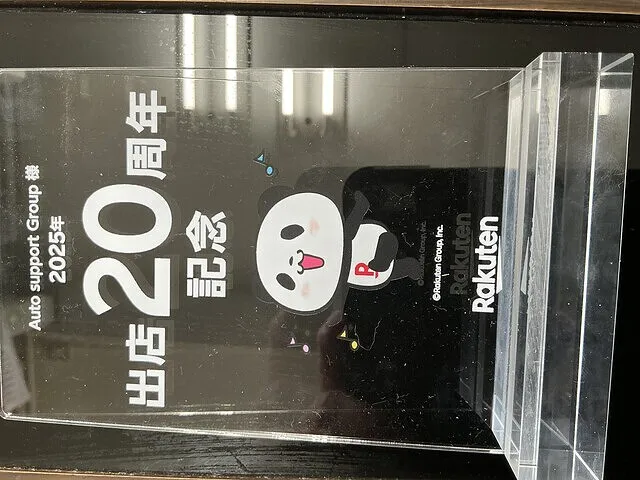 Auto support Group 様
2025年
出店20周年
記念
R
©Rakuten Group, Inc.
Rakuten